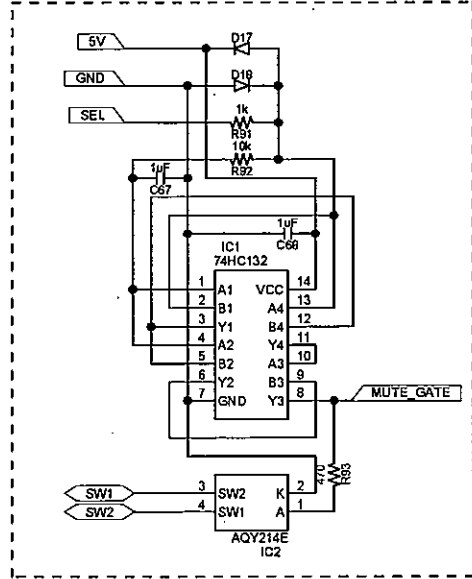 5V
D17
GND
D18
SEL
1k
R91
10k
R92
1uF
C67
1uF
C68
IC1
74HC132
1 A1 VCC 14
2 B1 A4 13
3 Y1 B4 12
4 A2 Y4 11
5 B2 A3 10
6 Y2 B3 9
7 GND Y3 8
MUTE_GATE
470
R93
SW1 3 SW2 K 2
SW2 4 SW1 A 1
AQY214E
IC2